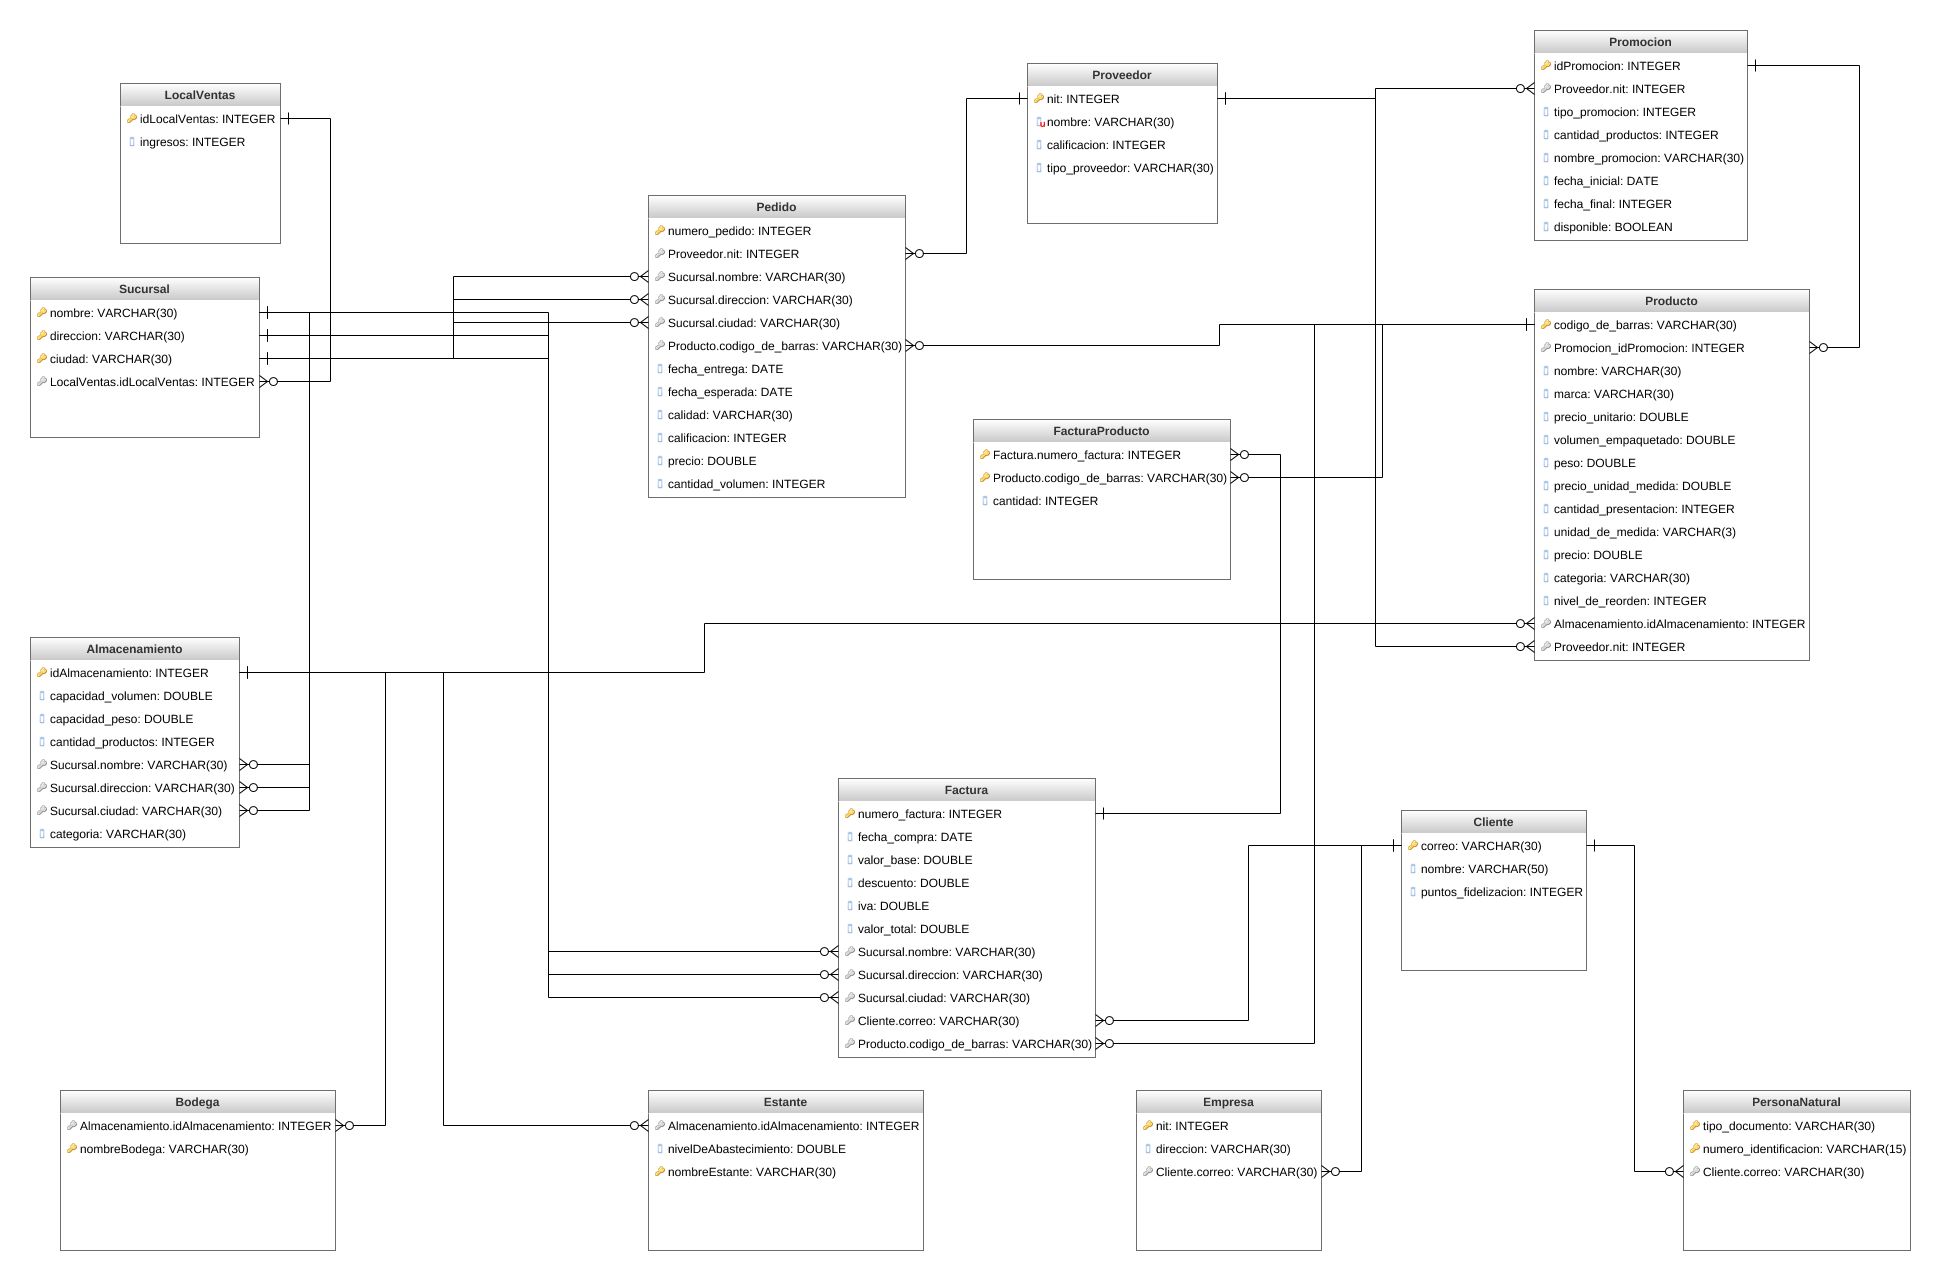 LocalVentas
idLocalVentas: INTEGER
ingresos: INTEGER
Sucursal
nombre: VARCHAR(30)
direccion: VARCHAR(30)
ciudad: VARCHAR(30)
LocalVentas.idLocalVentas: INTEGER
Pedido
numero_pedido: INTEGER
Proveedor.nit: INTEGER
Sucursal.nombre: VARCHAR(30)
Sucursal.direccion: VARCHAR(30)
Sucursal.ciudad: VARCHAR(30)
Producto.codigo_de_barras: VARCHAR(30)
fecha_entrega: DATE
fecha_esperada: DATE
calidad: VARCHAR(30)
calificacion: INTEGER
precio: DOUBLE
cantidad_volumen: INTEGER
Proveedor
nit: INTEGER
nombre: VARCHAR(30)
calificacion: INTEGER
tipo_proveedor: VARCHAR(30)
Promocion
idPromocion: INTEGER
Proveedor.nit: INTEGER
tipo_promocion: INTEGER
cantidad_productos: INTEGER
nombre_promocion: VARCHAR(30)
fecha_inicial: DATE
fecha_final: INTEGER
disponible: BOOLEAN
Producto
codigo_de_barras: VARCHAR(30)
Promocion_idPromocion: INTEGER
nombre: VARCHAR(30)
marca: VARCHAR(30)
precio_unitario: DOUBLE
volumen_empaquetado: DOUBLE
peso: DOUBLE
precio_unidad_medida: DOUBLE
cantidad_presentacion: INTEGER
unidad_de_medida: VARCHAR(3)
precio: DOUBLE
categoria: VARCHAR(30)
nivel_de_reorden: INTEGER
Almacenamiento.idAlmacenamiento: INTEGER
Proveedor.nit: INTEGER
FacturaProducto
Factura.numero_factura: INTEGER
Producto.codigo_de_barras: VARCHAR(30)
cantidad: INTEGER
Almacenamiento
idAlmacenamiento: INTEGER
capacidad_volumen: DOUBLE
capacidad_peso: DOUBLE
cantidad_productos: INTEGER
Sucursal.nombre: VARCHAR(30)
Sucursal.direccion: VARCHAR(30)
Sucursal.ciudad: VARCHAR(30)
categoria: VARCHAR(30)
Factura
numero_factura: INTEGER
fecha_compra: DATE
valor_base: DOUBLE
descuento: DOUBLE
iva: DOUBLE
valor_total: DOUBLE
Sucursal.nombre: VARCHAR(30)
Sucursal.direccion: VARCHAR(30)
Sucursal.ciudad: VARCHAR(30)
Cliente.correo: VARCHAR(30)
Producto.codigo_de_barras: VARCHAR(30)
Cliente
correo: VARCHAR(30)
nombre: VARCHAR(50)
puntos_fidelizacion: INTEGER
Bodega
Almacenamiento.idAlmacenamiento: INTEGER
nombreBodega: VARCHAR(30)
Estante
Almacenamiento.idAlmacenamiento: INTEGER
nivelDeAbastecimiento: DOUBLE
nombreEstante: VARCHAR(30)
Empresa
nit: INTEGER
direccion: VARCHAR(30)
Cliente.correo: VARCHAR(30)
PersonaNatural
tipo_documento: VARCHAR(30)
numero_identificacion: VARCHAR(15)
Cliente.correo: VARCHAR(30)